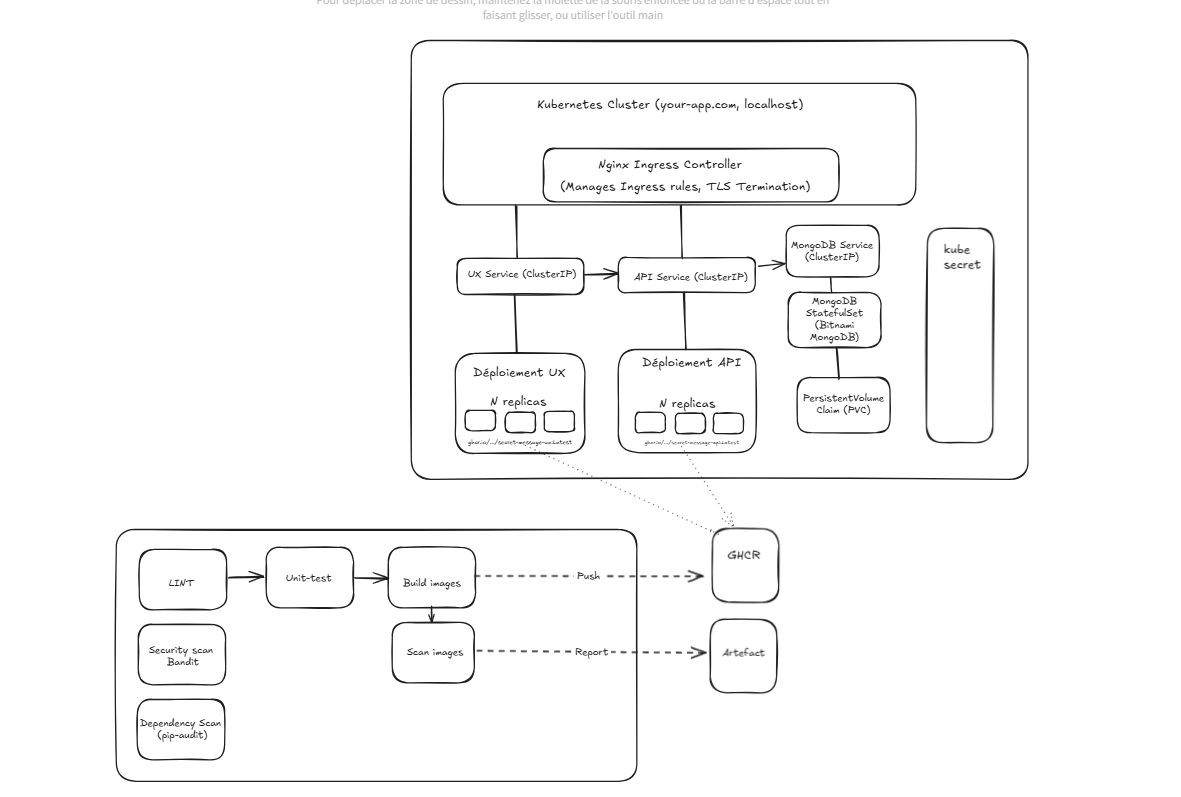 Pour déplacer la zone de dessin, maintenez la molette de la souris enfoncée ou la barre d'espace tout en
faisant glisser, ou utiliser l'outil main
Kubernetes Cluster (your-app.com, localhost)
Nginx Ingress Controller
(Manages Ingress rules, TLS Termination)
UX Service (ClusterIP)
API Service (ClusterIP)
MongoDB Service
(ClusterIP)
MongoDB
StatefulSet
(Bitnami
MongoDB)
PersistentVolume
Claim (PVC)
kube
secret
Déploiement UX
N replicas
ghcr.io/.../secret-message-ux:latest
Déploiement API
N replicas
ghcr.io/.../secret-message-api:latest
LINT
Unit-test
Build images
Push
GHCR
Security scan
Bandit
Scan images
Report
Artefact
Dependency Scan
(pip-audit)